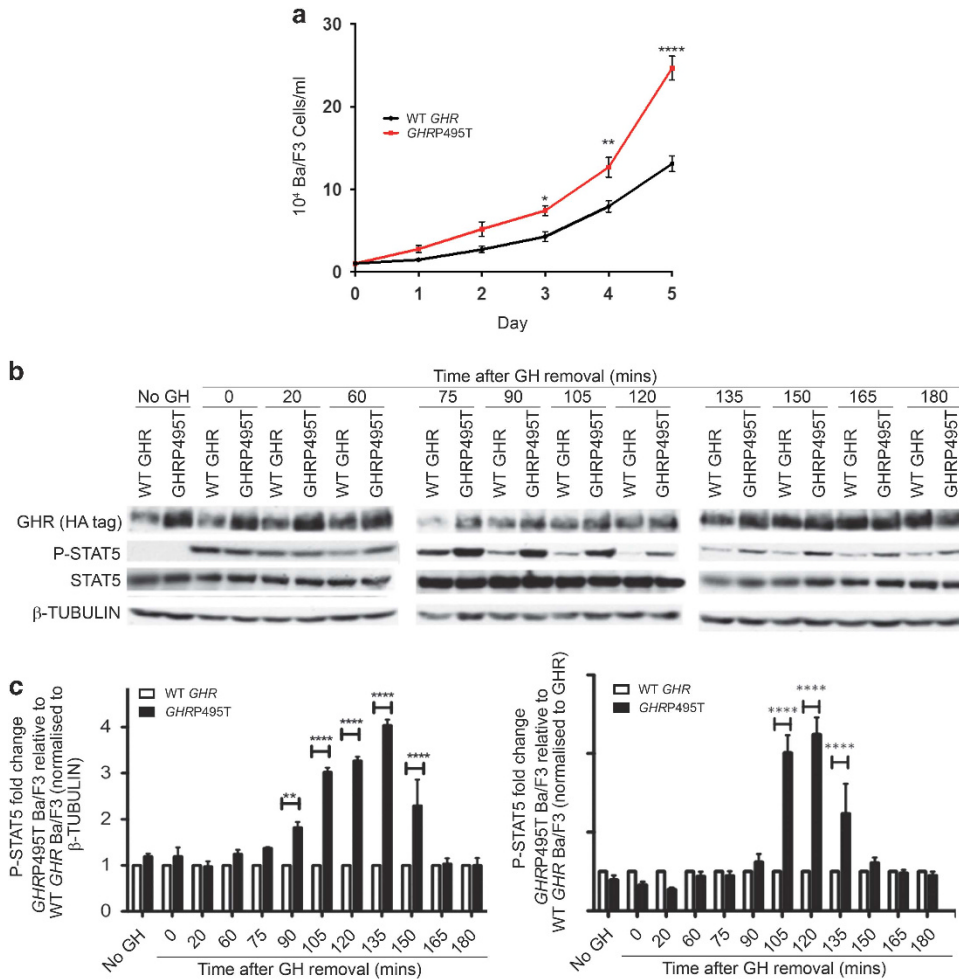 a
30
20
10
0
10⁴ Ba/F3 Cells/ml
WT GHR
GHRP495T
*
**
****
0 1 2 3 4 5
Day
b
Time after GH removal (mins)
No GH 0 20 60 75 90 105 120 135 150 165 180
WT GHR GHRP495T WT GHR GHRP495T WT GHR GHRP495T WT GHR GHRP495T WT GHR GHRP495T WT GHR GHRP495T WT GHR GHRP495T WT GHR GHRP495T WT GHR GHRP495T WT GHR GHRP495T WT GHR GHRP495T WT GHR GHRP495T
GHR (HA tag)
P-STAT5
STAT5
β-TUBULIN
c
P-STAT5 fold change
GHRP495T Ba/F3 relative to
WT GHR Ba/F3 (normalised to
β-TUBULIN)
4
3
2
1
0
WT GHR
GHRP495T
**
****
****
****
****
No GH 0 20 60 75 90 105 120 135 150 165 180
Time after GH removal (mins)
P-STAT5 fold change
GHRP495T Ba/F3 relative to
WT GHR Ba/F3 (normalised to GHR)
WT GHR
GHRP495T
****
****
****
No GH 0 20 60 75 90 105 120 135 150 165 180
Time after GH removal (mins)